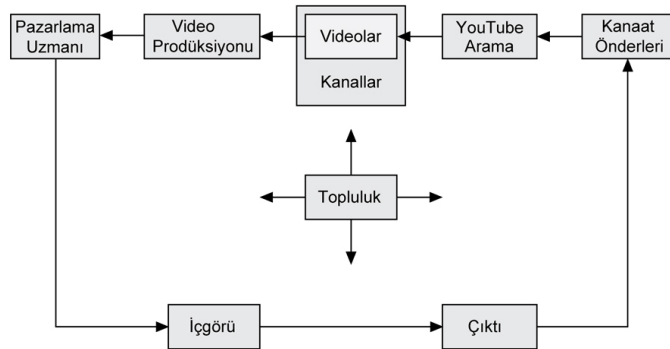 Pazarlama
Uzmanı
Video
Prodüksiyonu
Videolar
Kanallar
YouTube
Arama
Kanaat
Önderleri
Topluluk
İçgörü
Çıktı